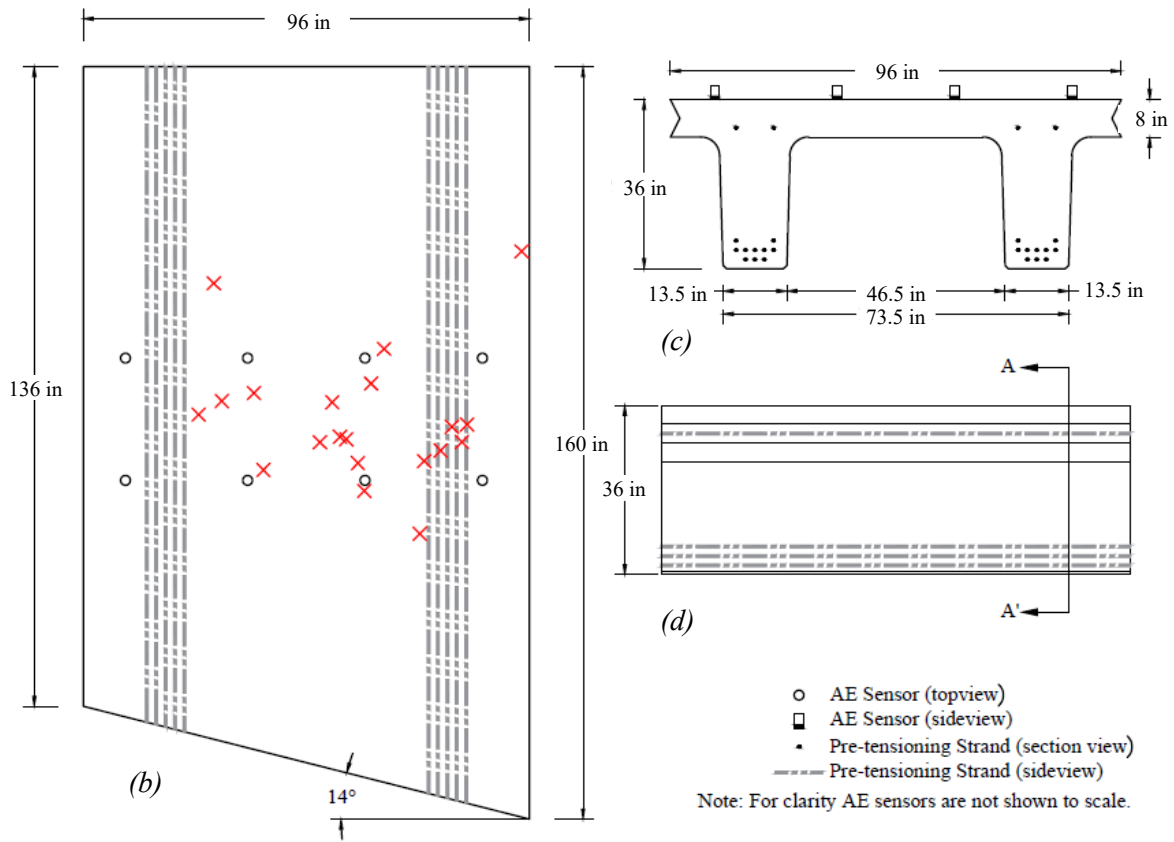 96 in
136 in
160 in
14°
(b)
96 in
8 in
36 in
13.5 in
46.5 in
13.5 in
73.5 in
(c)
A
36 in
A'
(d)
AE Sensor (topview)
AE Sensor (sideview)
Pre-tensioning Strand (section view)
Pre-tensioning Strand (sideview)
Note: For clarity AE sensors are not shown to scale.